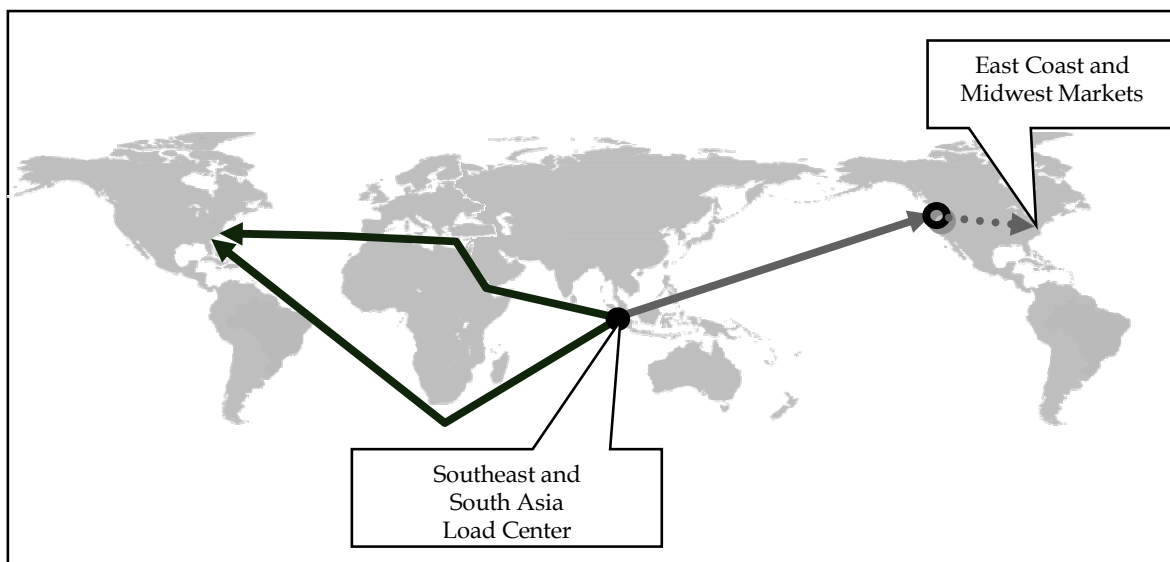 East Coast and
Midwest Markets
Southeast and
South Asia
Load Center